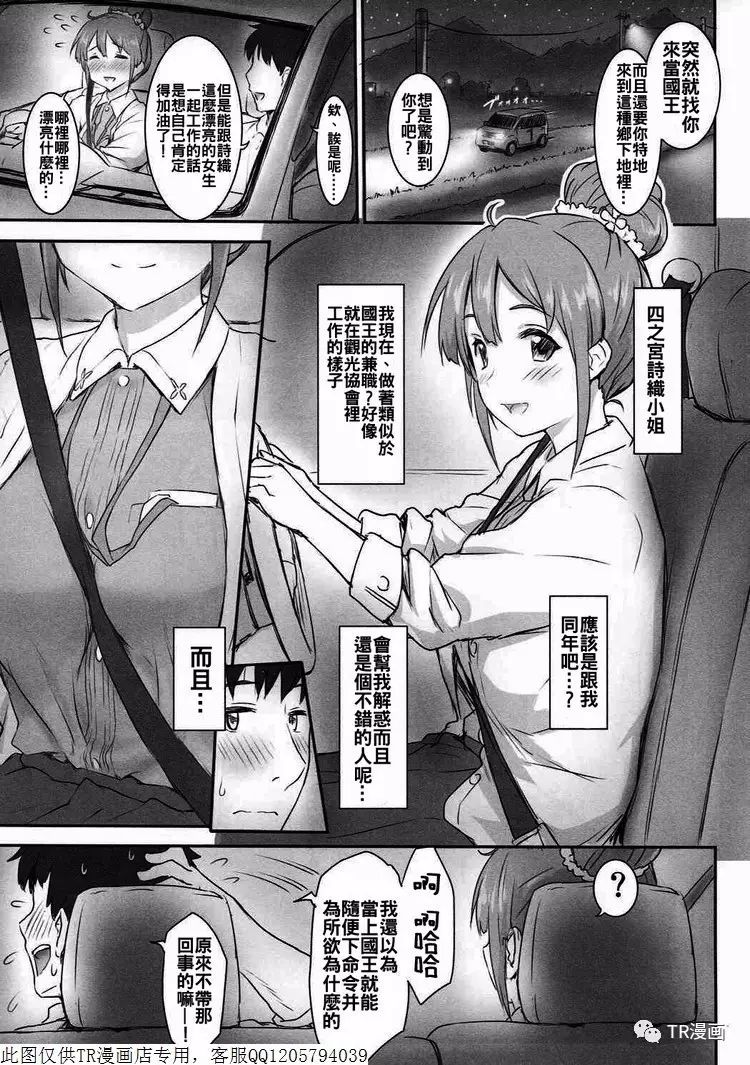 突然就找你
來當國王
而且還要你特地
來到這種鄉下地裡…
想是驚動到
你了吧？
欸、誒是呢…
但是能跟詩織
這麼漂亮的女生
一起工作的話
是想自己肯定
得加油了！
哪裡哪裡…
漂亮什麼的…
四之宮詩織小姐
我現在、做著類似於
國王的兼職？好像
就在觀光協會裡
工作的樣子
應該是跟我
同年吧…？
會幫我解惑而且
還是個不錯的人呢…
而且…
？
啊啊哈哈
我還以為
當上國王就能
隨便下命令并
為所欲為什麼的
原來不帶那
回事的嘛ー！
TR漫画
此图仅供TR漫画店专用，客服QQ1205794039